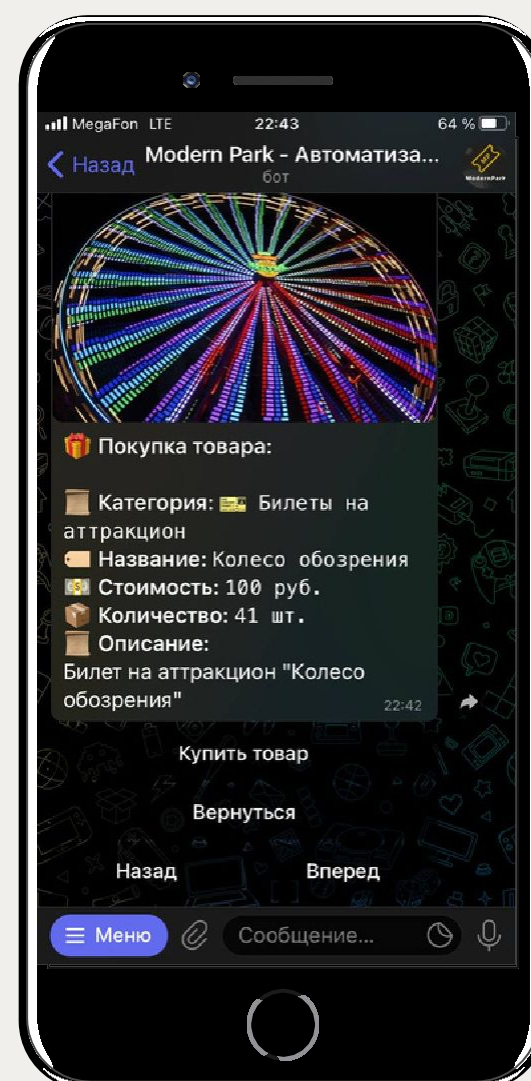 MegaFon LTE 22:43 64 %
Назад Modern Park - Автоматиза...
бот
ModernPark
Покупка товара:
Категория: Билеты на
аттракцион
Название: Колесо обозрения
Стоимость: 100 руб.
Количество: 41 шт.
Описание:
Билет на аттракцион "Колесо
обозрения"
22:42
Купить товар
Вернуться
Назад Вперед
Меню Сообщение...